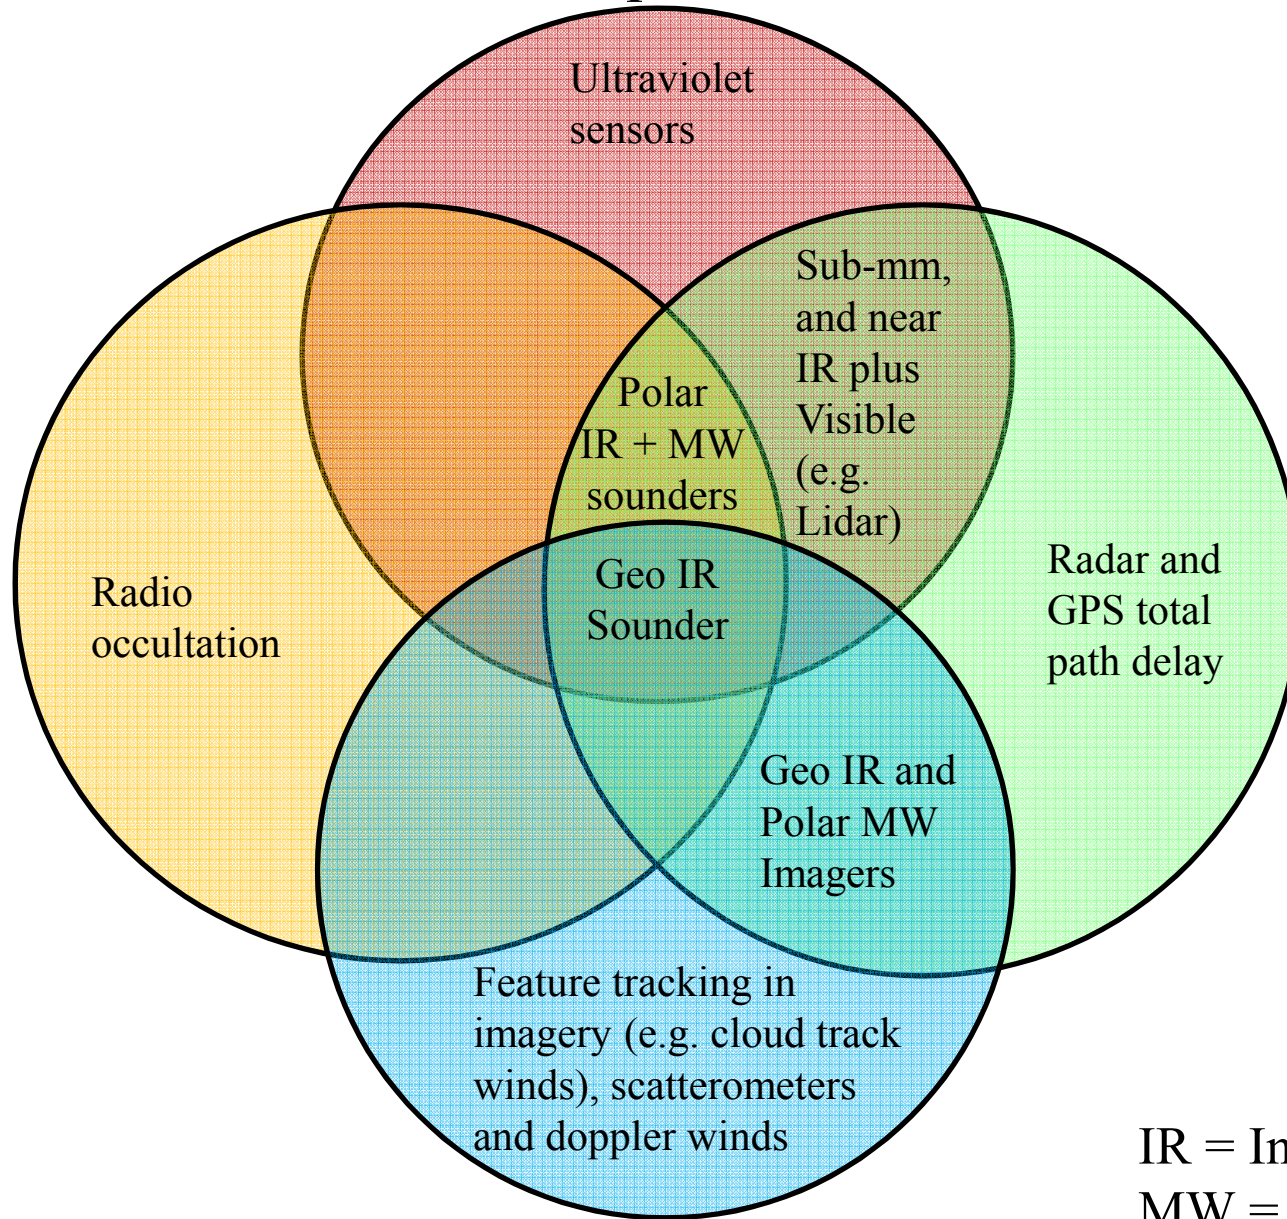 Ultraviolet
sensors
Sub-mm,
and near
IR plus
Visible
(e.g.
Lidar)
Polar
IR + MW
sounders
Geo IR
Sounder
Radio
occultation
Radar and
GPS total
path delay
Geo IR and
Polar MW
Imagers
Feature tracking in
imagery (e.g. cloud track
winds), scatterometers
and doppler winds
IR = In
MW =